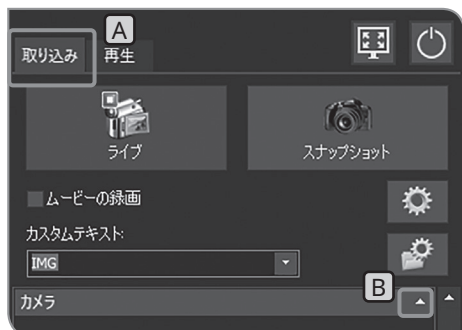 A
取り込み 再生
ライブ スナップショット
ムービーの録画
カスタムテキスト:
IMG
B
カメラ